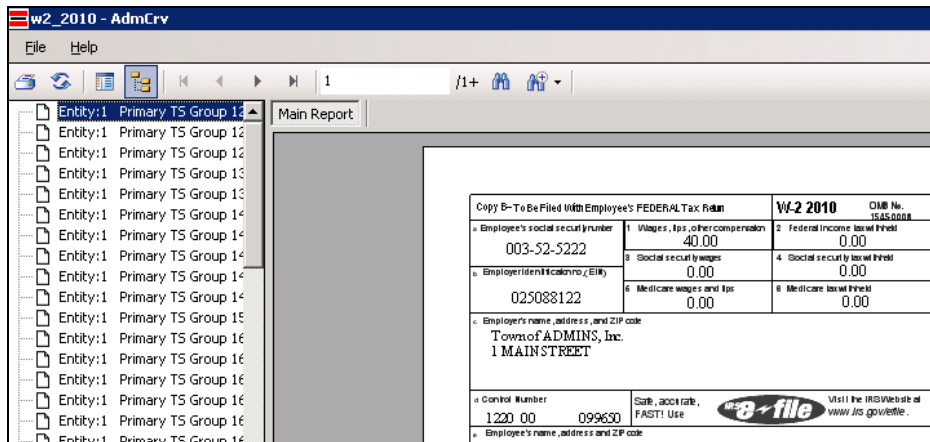 w2_2010 - AdmCrv
File Help
1 /1+
Main Report
Entity:1 Primary TS Group 12
Entity:1 Primary TS Group 12
Entity:1 Primary TS Group 12
Entity:1 Primary TS Group 13
Entity:1 Primary TS Group 13
Entity:1 Primary TS Group 14
Entity:1 Primary TS Group 14
Entity:1 Primary TS Group 14
Entity:1 Primary TS Group 14
Entity:1 Primary TS Group 14
Entity:1 Primary TS Group 15
Entity:1 Primary TS Group 16
Entity:1 Primary TS Group 16
Entity:1 Primary TS Group 16
Entity:1 Primary TS Group 16
Entity:1 Primary TS Group 16
Copy B-To Be Filed With Employee's FEDERAL Tax Return W-2 2010 OMB No.
1545-0008
a Employee's social security number 1 Wages, tips, other compensation 2 Federal income tax withheld
003-52-5222 40.00 0.00
3 Social security wages 4 Social security tax withheld
b Employer identification no. (EIN) 0.00 0.00
025088122 5 Medicare wages and tips 6 Medicare tax withheld
0.00 0.00
c Employer's name, address, and ZIP code
Town of ADMINS, Inc.
1 MAIN STREET
d Control Number Safe, accurate, IRS e-file Visit the IRS Website at
1220 00 099650 FAST! Use www.irs.gov/efile.
e Employee's name, address and ZIP code